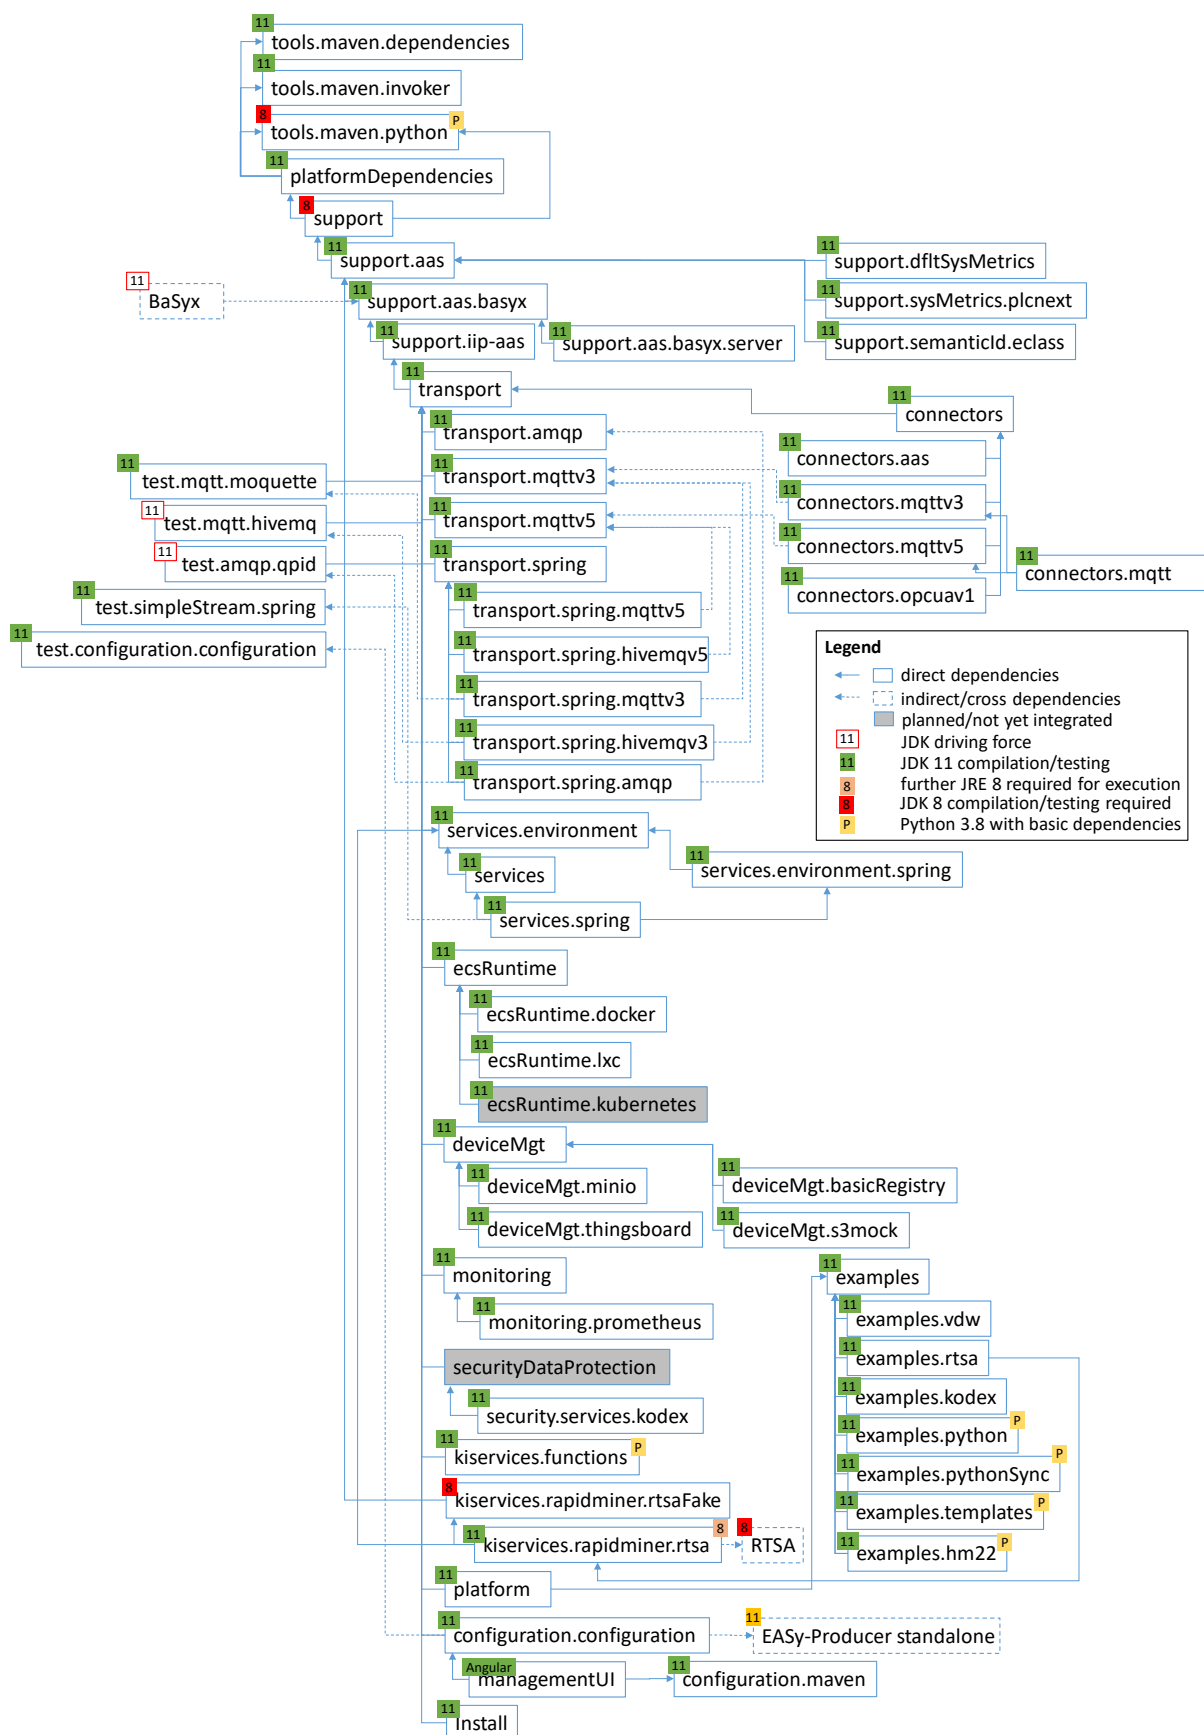 11
tools.maven.dependencies
11
tools.maven.invoker
8
P
tools.maven.python
11
platformDependencies
8
support
11
support.aas
11
support.dfltSysMetrics
11
BaSyx
11
support.aas.basyx
11
support.sysMetrics.plcnext
11
support.iip-aas
11
support.aas.basyx.server
11
support.semanticId.eclass
11
transport
11
connectors
11
transport.amqp
11
connectors.aas
11
test.mqtt.moquette
11
transport.mqttv3
11
connectors.mqttv3
11
test.mqtt.hivemq
11
transport.mqttv5
11
connectors.mqttv5
11
test.amqp.qpid
11
transport.spring
11
connectors.mqtt
11
connectors.opcuav1
11
test.simpleStream.spring
11
transport.spring.mqttv5
11
test.configuration.configuration
11
transport.spring.hivemqv5
11
transport.spring.mqttv3
11
transport.spring.hivemqv3
11
transport.spring.amqp
Legend
direct dependencies
indirect/cross dependencies
planned/not yet integrated
11 JDK driving force
11 JDK 11 compilation/testing
8 further JRE 8 required for execution
8 JDK 8 compilation/testing required
P Python 3.8 with basic dependencies
11
services.environment
11
services
11
services.environment.spring
11
services.spring
11
ecsRuntime
11
ecsRuntime.docker
11
ecsRuntime.lxc
11
ecsRuntime.kubernetes
11
deviceMgt
11
deviceMgt.minio
11
deviceMgt.basicRegistry
11
deviceMgt.thingsboard
11
deviceMgt.s3mock
11
monitoring
11
monitoring.prometheus
11
examples
11
examples.vdw
11
examples.rtsa
11
examples.kodex
11
P
examples.python
11
P
examples.pythonSync
11
P
examples.templates
11
P
examples.hm22
securityDataProtection
11
security.services.kodex
11
P
kiservices.functions
8
kiservices.rapidminer.rtsaFake
11
8
kiservices.rapidminer.rtsa
8
RTSA
11
platform
11
configuration.configuration
11
EASy-Producer standalone
Angular
managementUI
11
configuration.maven
11
Install